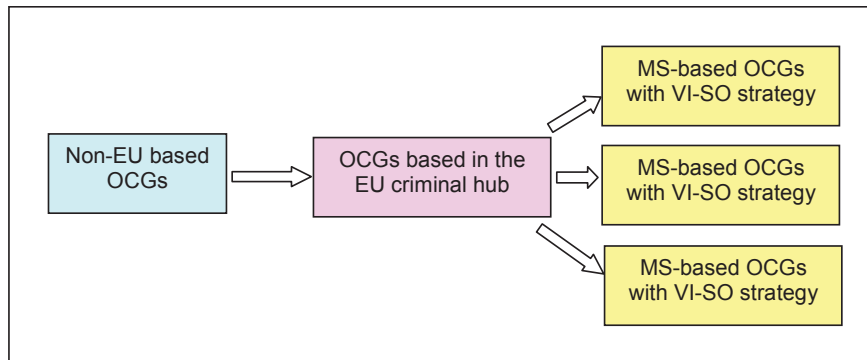 Non-EU based
OCGs
OCGs based in the
EU criminal hub
MS-based OCGs
with VI-SO strategy
MS-based OCGs
with VI-SO strategy
MS-based OCGs
with VI-SO strategy